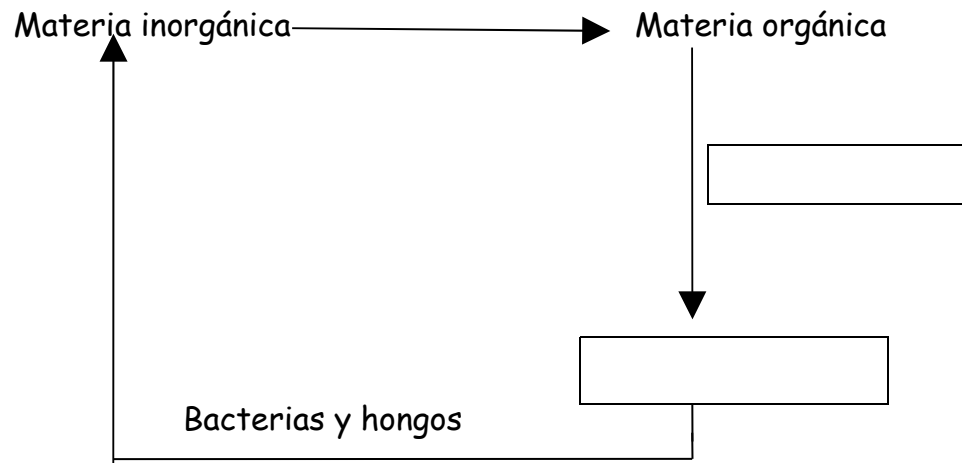 Materia inorgánica
Materia orgánica
Bacterias y hongos